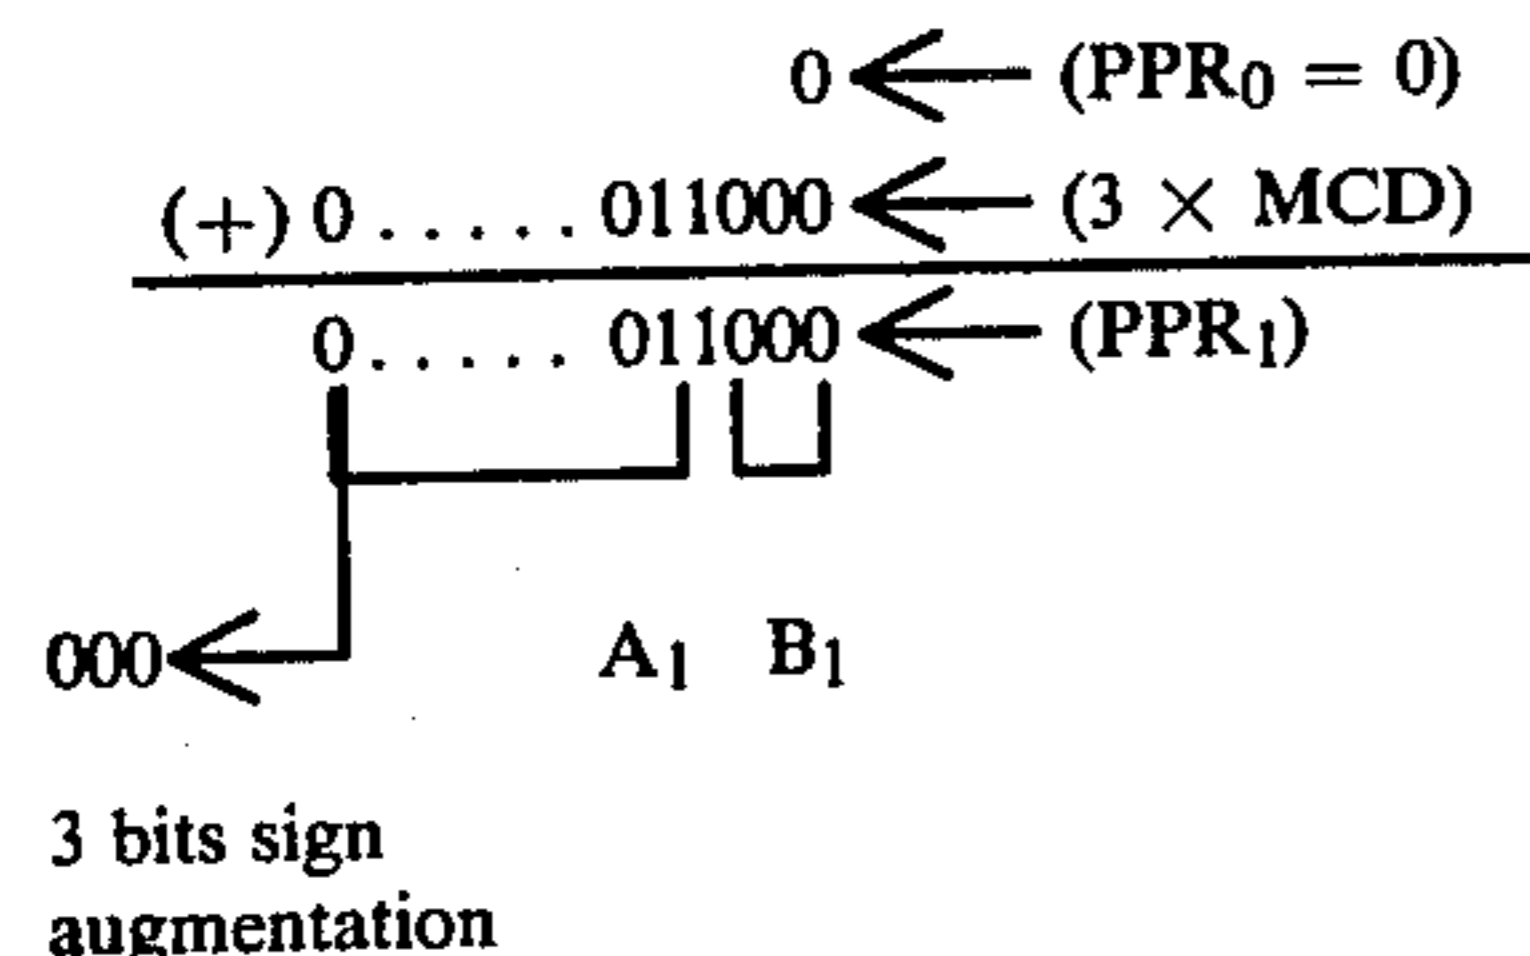 0 (PPR0 = 0)
(+) 0 . . . . . 011000 (3 × MCD)
0 . . . . . 011000 (PPR1)
000 A1 B1
3 bits sign
augmentation